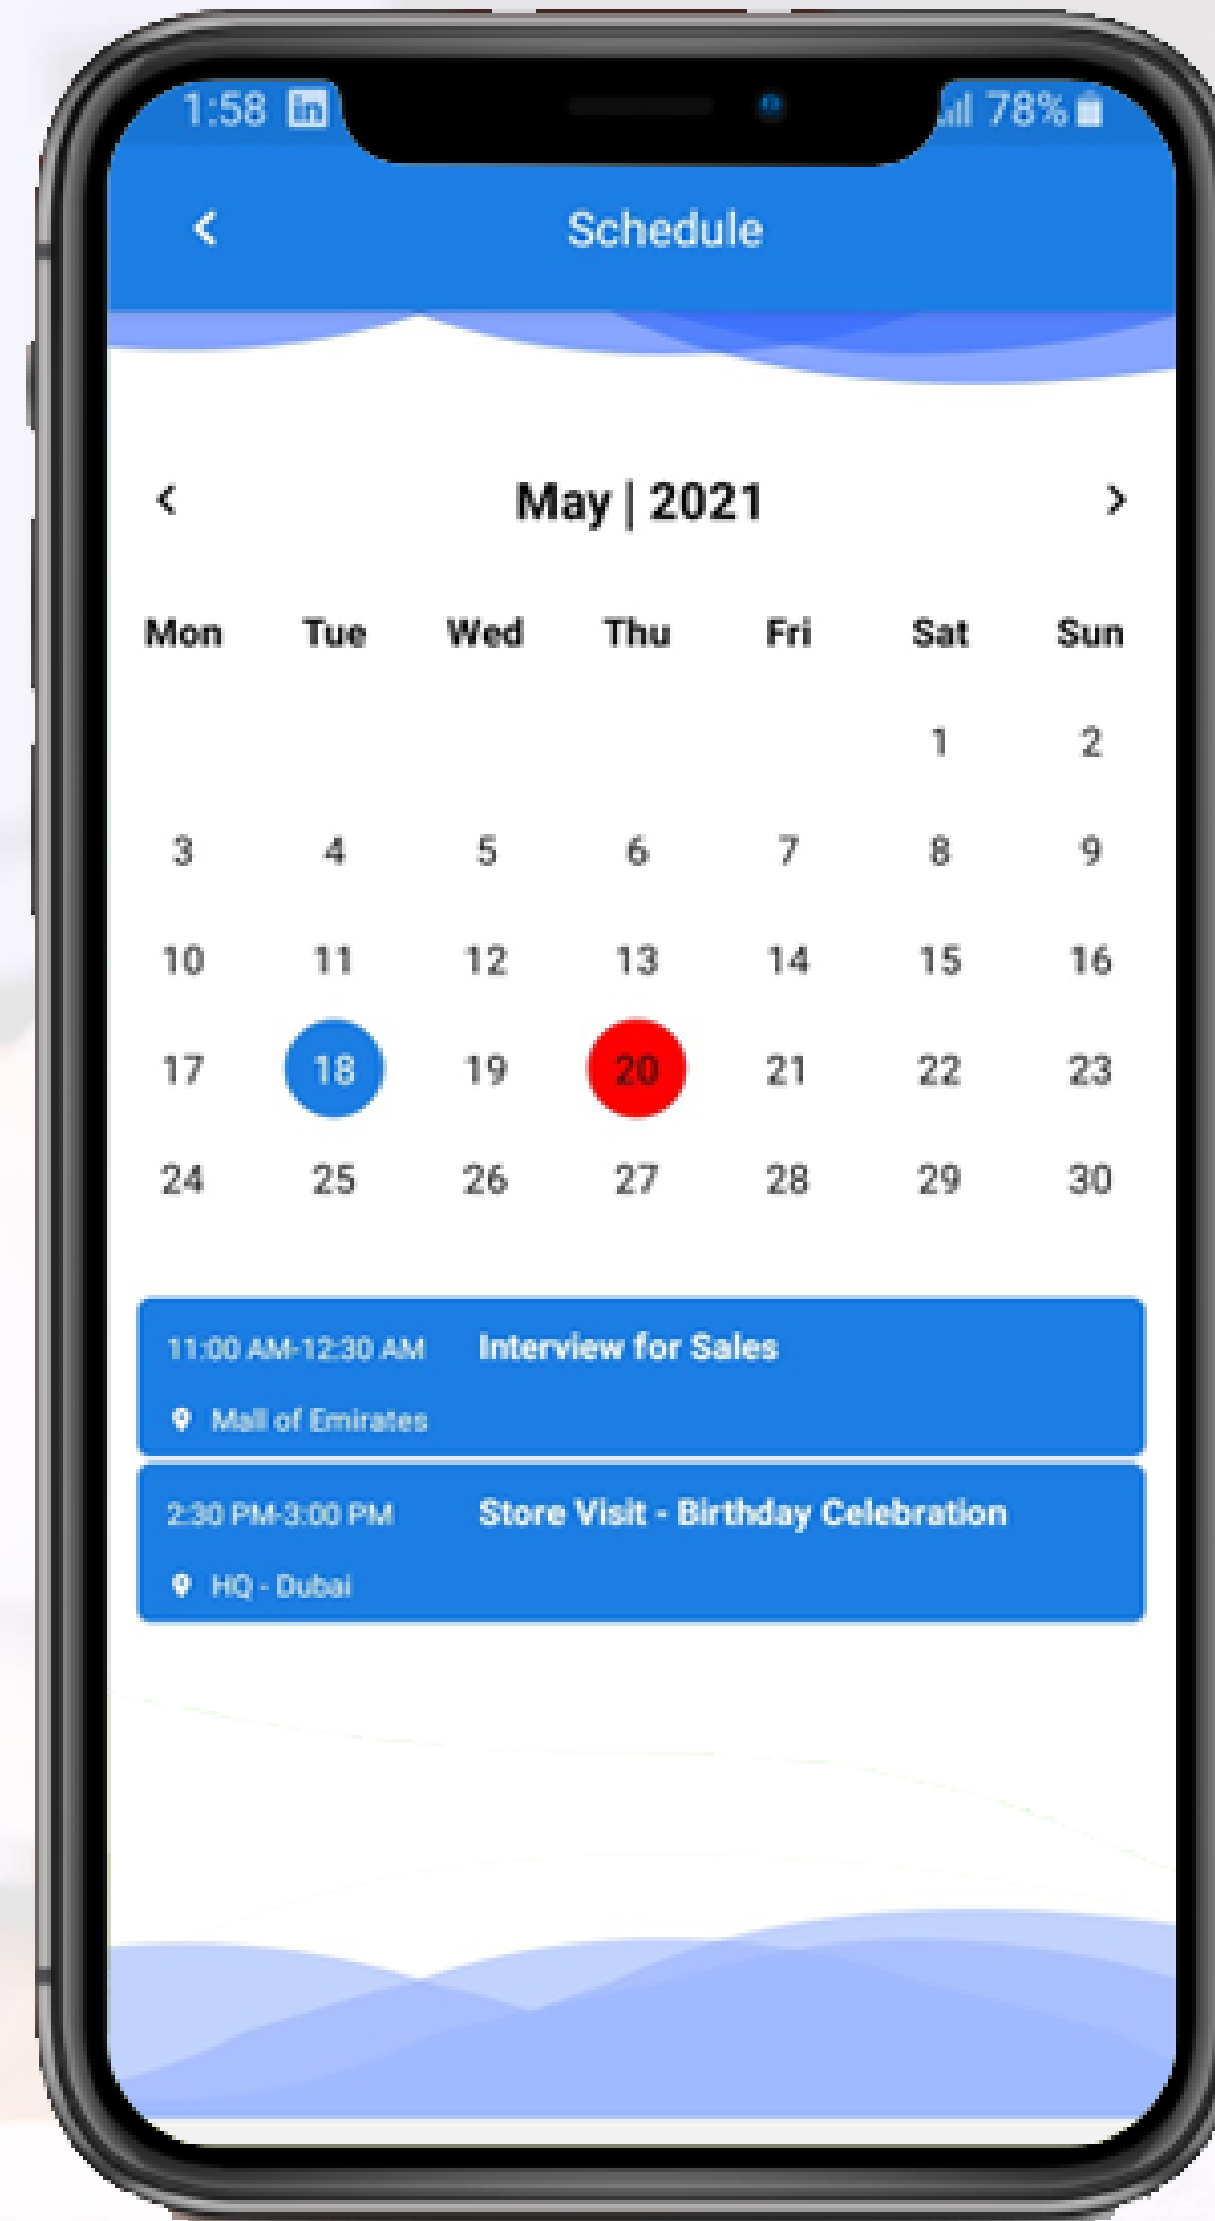 1:58 in 78%
Schedule
May | 2021
Mon Tue Wed Thu Fri Sat Sun
1 2
3 4 5 6 7 8 9
10 11 12 13 14 15 16
17 18 19 20 21 22 23
24 25 26 27 28 29 30
11:00 AM-12:30 AM Interview for Sales
Mall of Emirates
2:30 PM-3:00 PM Store Visit - Birthday Celebration
HQ - Dubai